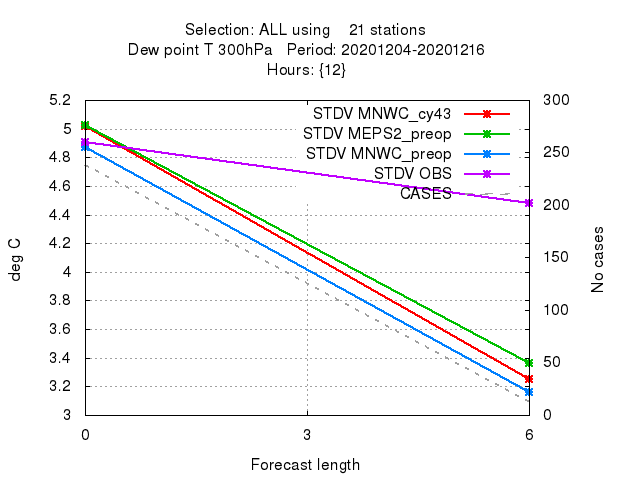 Selection: ALL using    21 stations
Dew point T 300hPa   Period: 20201204-20201216
Hours: {12}
STDV MNWC_cy43
STDV MEPS2_preop
STDV MNWC_preop
STDV OBS
CASES
5.2
5
4.8
4.6
4.4
4.2
4
3.8
3.6
3.4
3.2
3
300
250
200
150
100
50
0
deg C
No cases
0 3 6
Forecast length